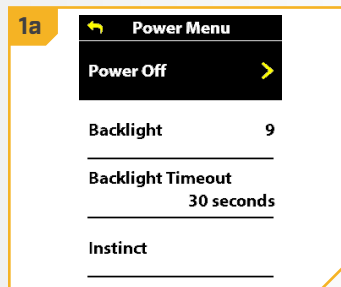 1a
Power Menu
Power Off
Backlight 9
Backlight Timeout
30 seconds
Instinct